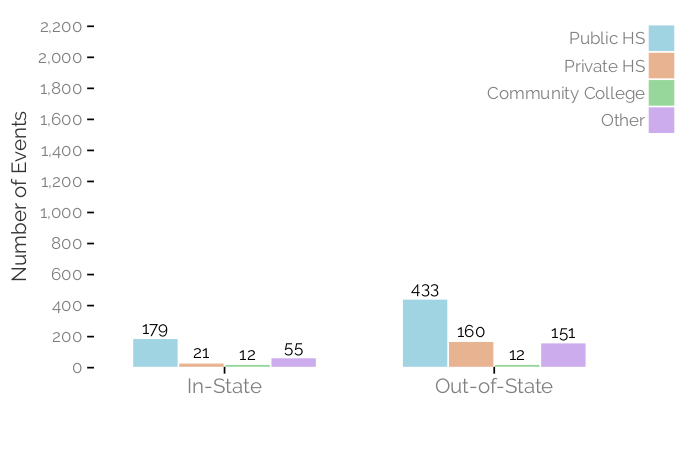 Number of Events
2,200
2,000
1,800
1,600
1,400
1,200
1,000
800
600
400
200
0
Public HS
Private HS
Community College
Other
179
21
12
55
433
160
12
151
In-State
Out-of-State